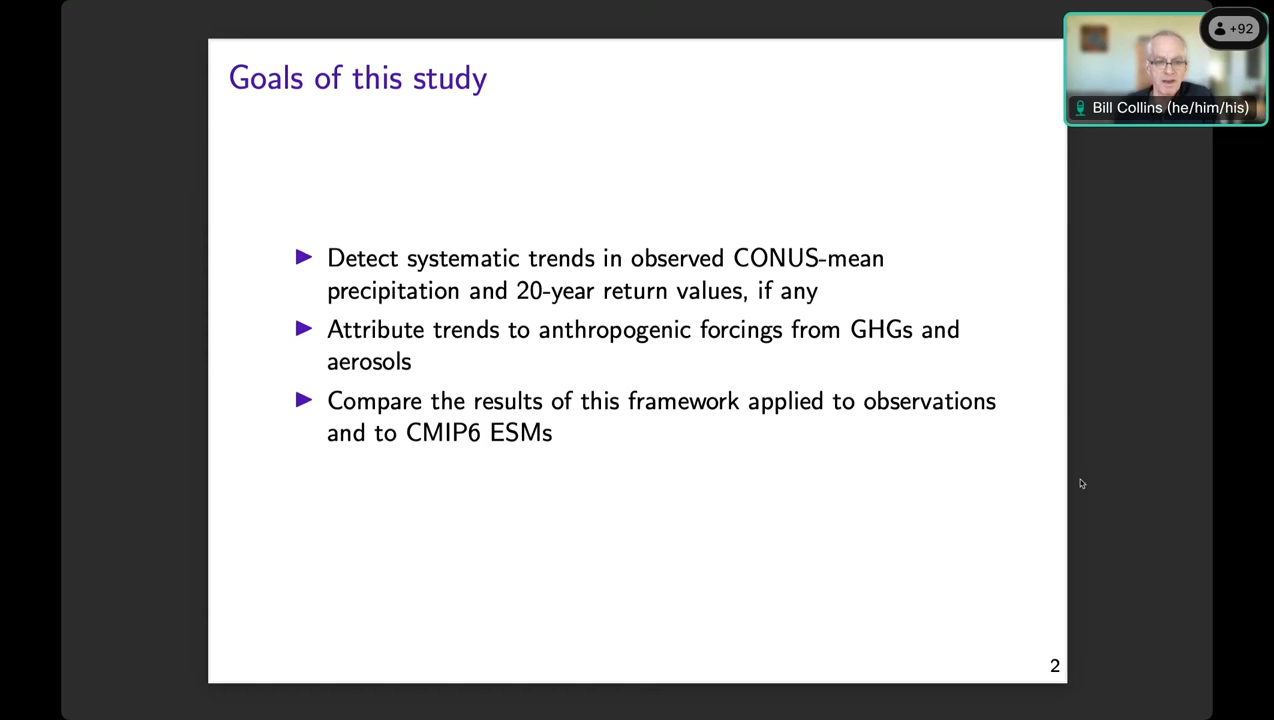 Goals of this study
+92
Bill Collins (he/him/his)
▶ Detect systematic trends in observed CONUS-mean
precipitation and 20-year return values, if any
▶ Attribute trends to anthropogenic forcings from GHGs and
aerosols
▶ Compare the results of this framework applied to observations
and to CMIP6 ESMs
2